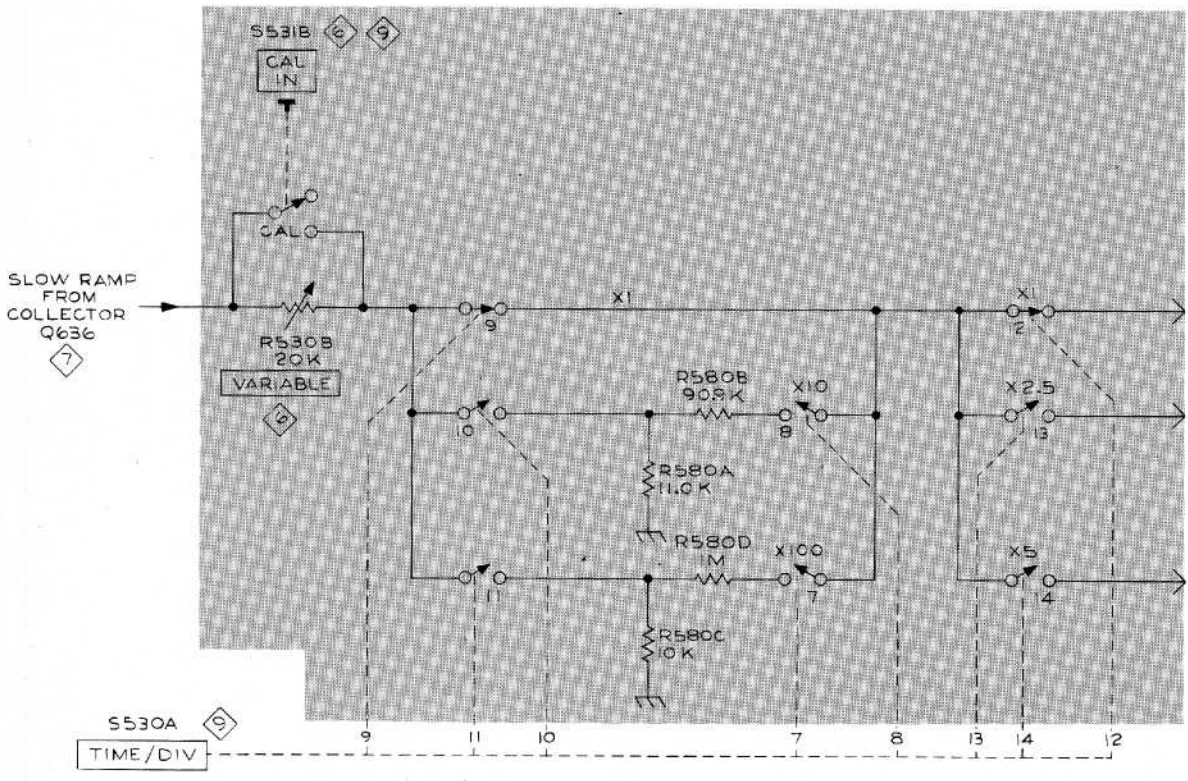 S531B 6 9
CAL
IN
CAL
SLOW RAMP
FROM
COLLECTOR
Q636
7
R530B
20K
VARIABLE
6
9
X1
X1
2
10
R580B
90.9K
X10
8
X2.5
13
R580A
11.0K
11
R580D
1M
X100
7
X5
4
R580C
10K
S530A 9
TIME/DIV
9 11 10 7 8 13 14 12